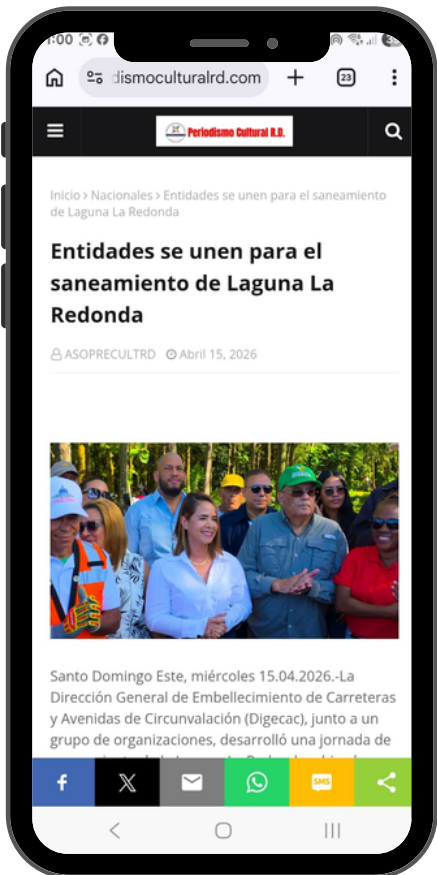 1:00
dismoculturalrd.com
23
Periodismo Cultural R.D.
Inicio > Nacionales > Entidades se unen para el saneamiento
de Laguna La Redonda
Entidades se unen para el
saneamiento de Laguna La
Redonda
ASOPRECULTRD Abril 15, 2026
Santo Domingo Este, miércoles 15.04.2026.-La
Dirección General de Embellecimiento de Carreteras
y Avenidas de Circunvalación (Digecac), junto a un
grupo de organizaciones, desarrolló una jornada de
SMS